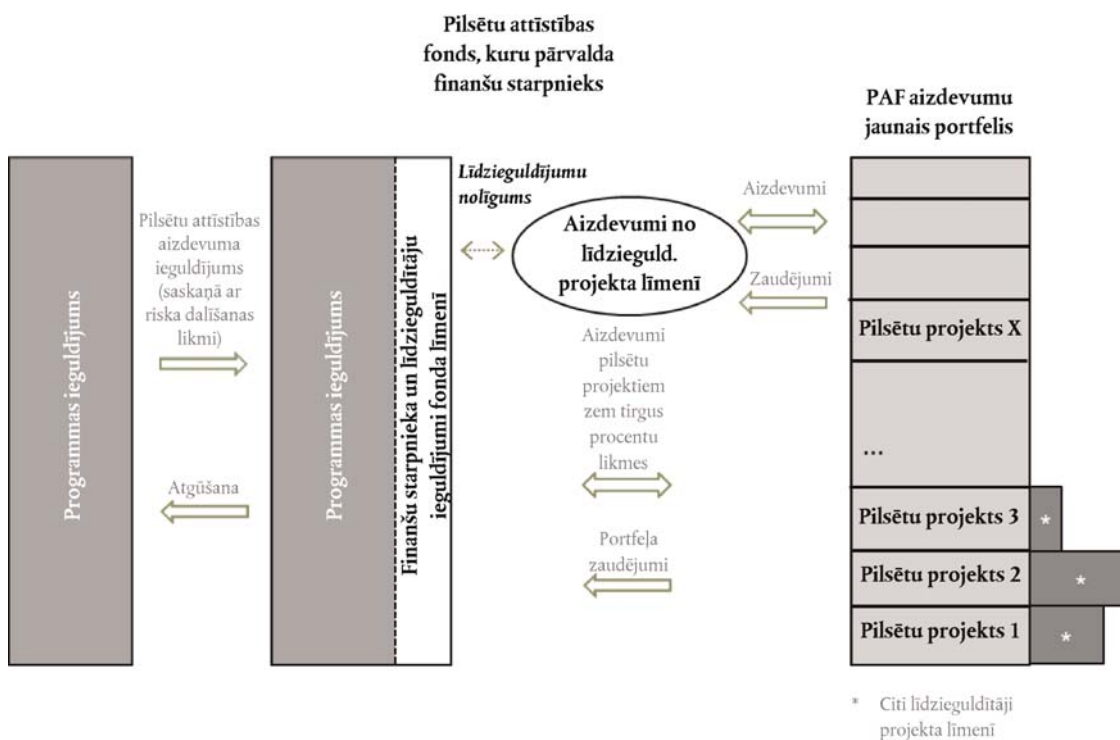 Pilsētu attīstības
fonds, kuru pārvalda
finanšu starpnieks
PAF aizdevumu
jaunais portfelis
Programmas ieguldījums
Pilsētu attīstības
aizdevuma
ieguldījums
(saskaņā ar
riska dalīšanas
likmi)
Atgūšana
Programmas ieguldījums
Finanšu starpnieka un līdzieguldītāju
ieguldījumi fonda līmenī
Līdzieguldījumu
nolīgums
Aizdevumi no
līdzieguld.
projekta līmenī
Aizdevumi
Zaudējumi
Aizdevumi
pilsētu
projektiem
zem tirgus
procentu
likmes
Portfeļa
zaudējumi
Pilsētu projekts X
...
Pilsētu projekts 3
*
Pilsētu projekts 2
*
Pilsētu projekts 1
*
* Citi līdzieguldītāji
projekta līmenī